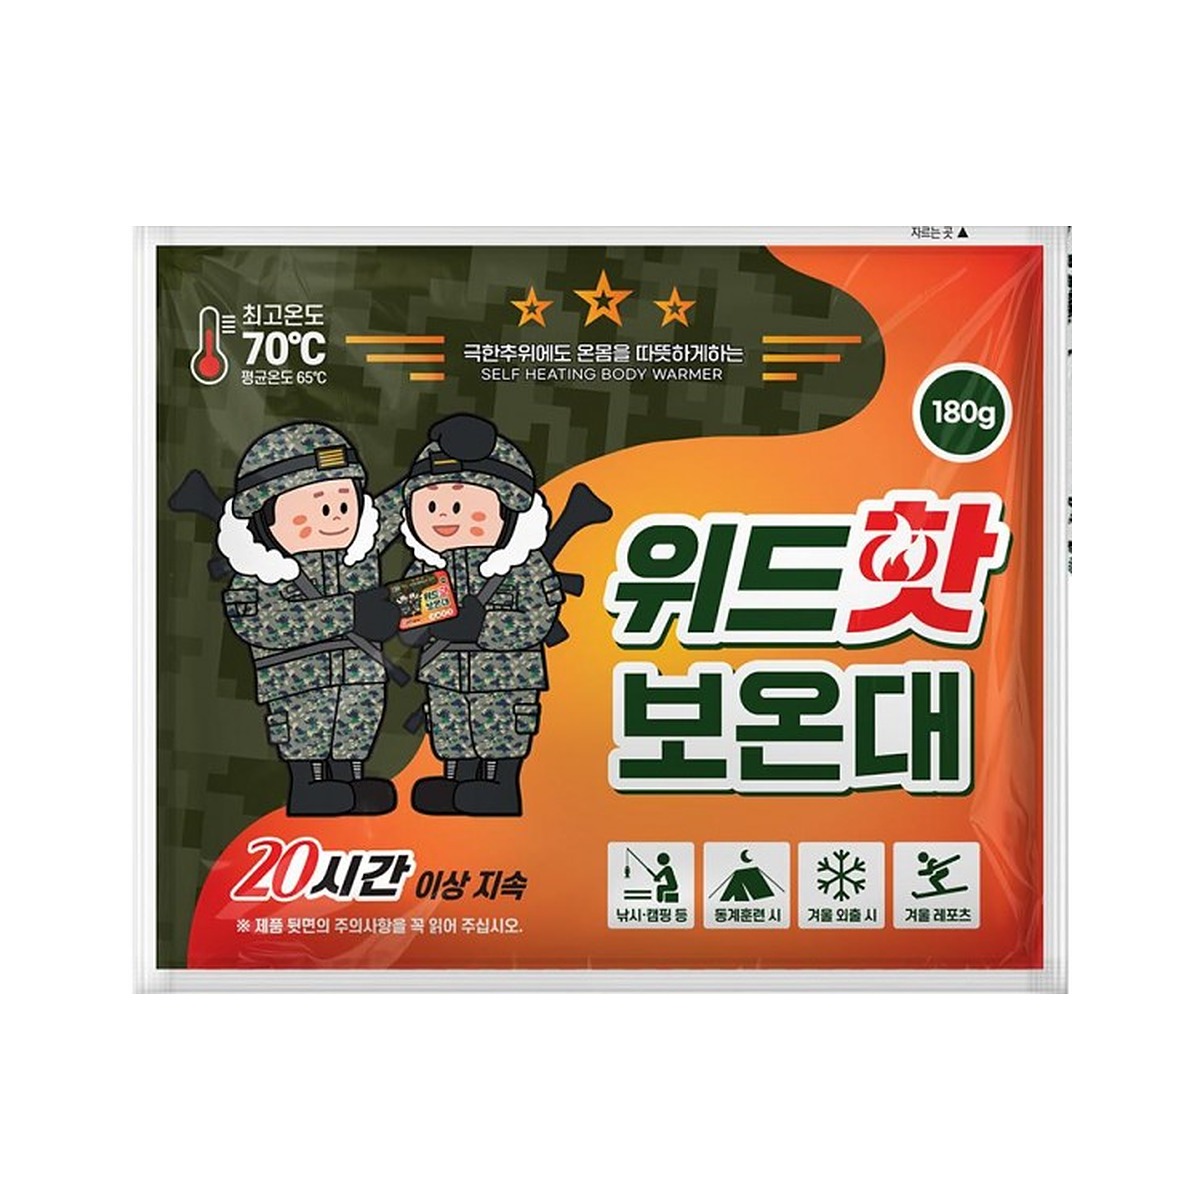 자르는 곳 ▲
최고온도
70℃
평균온도 65℃
극한추위에도 온몸을 따뜻하게하는
SELF HEATING BODY WARMER
180g
위드핫
보온대
20시간 이상 지속
※ 제품 뒷면의 주의사항을 꼭 읽어 주십시오.
낚시·캠핑 등
동계훈련 시
겨울 외출 시
겨울 레포츠